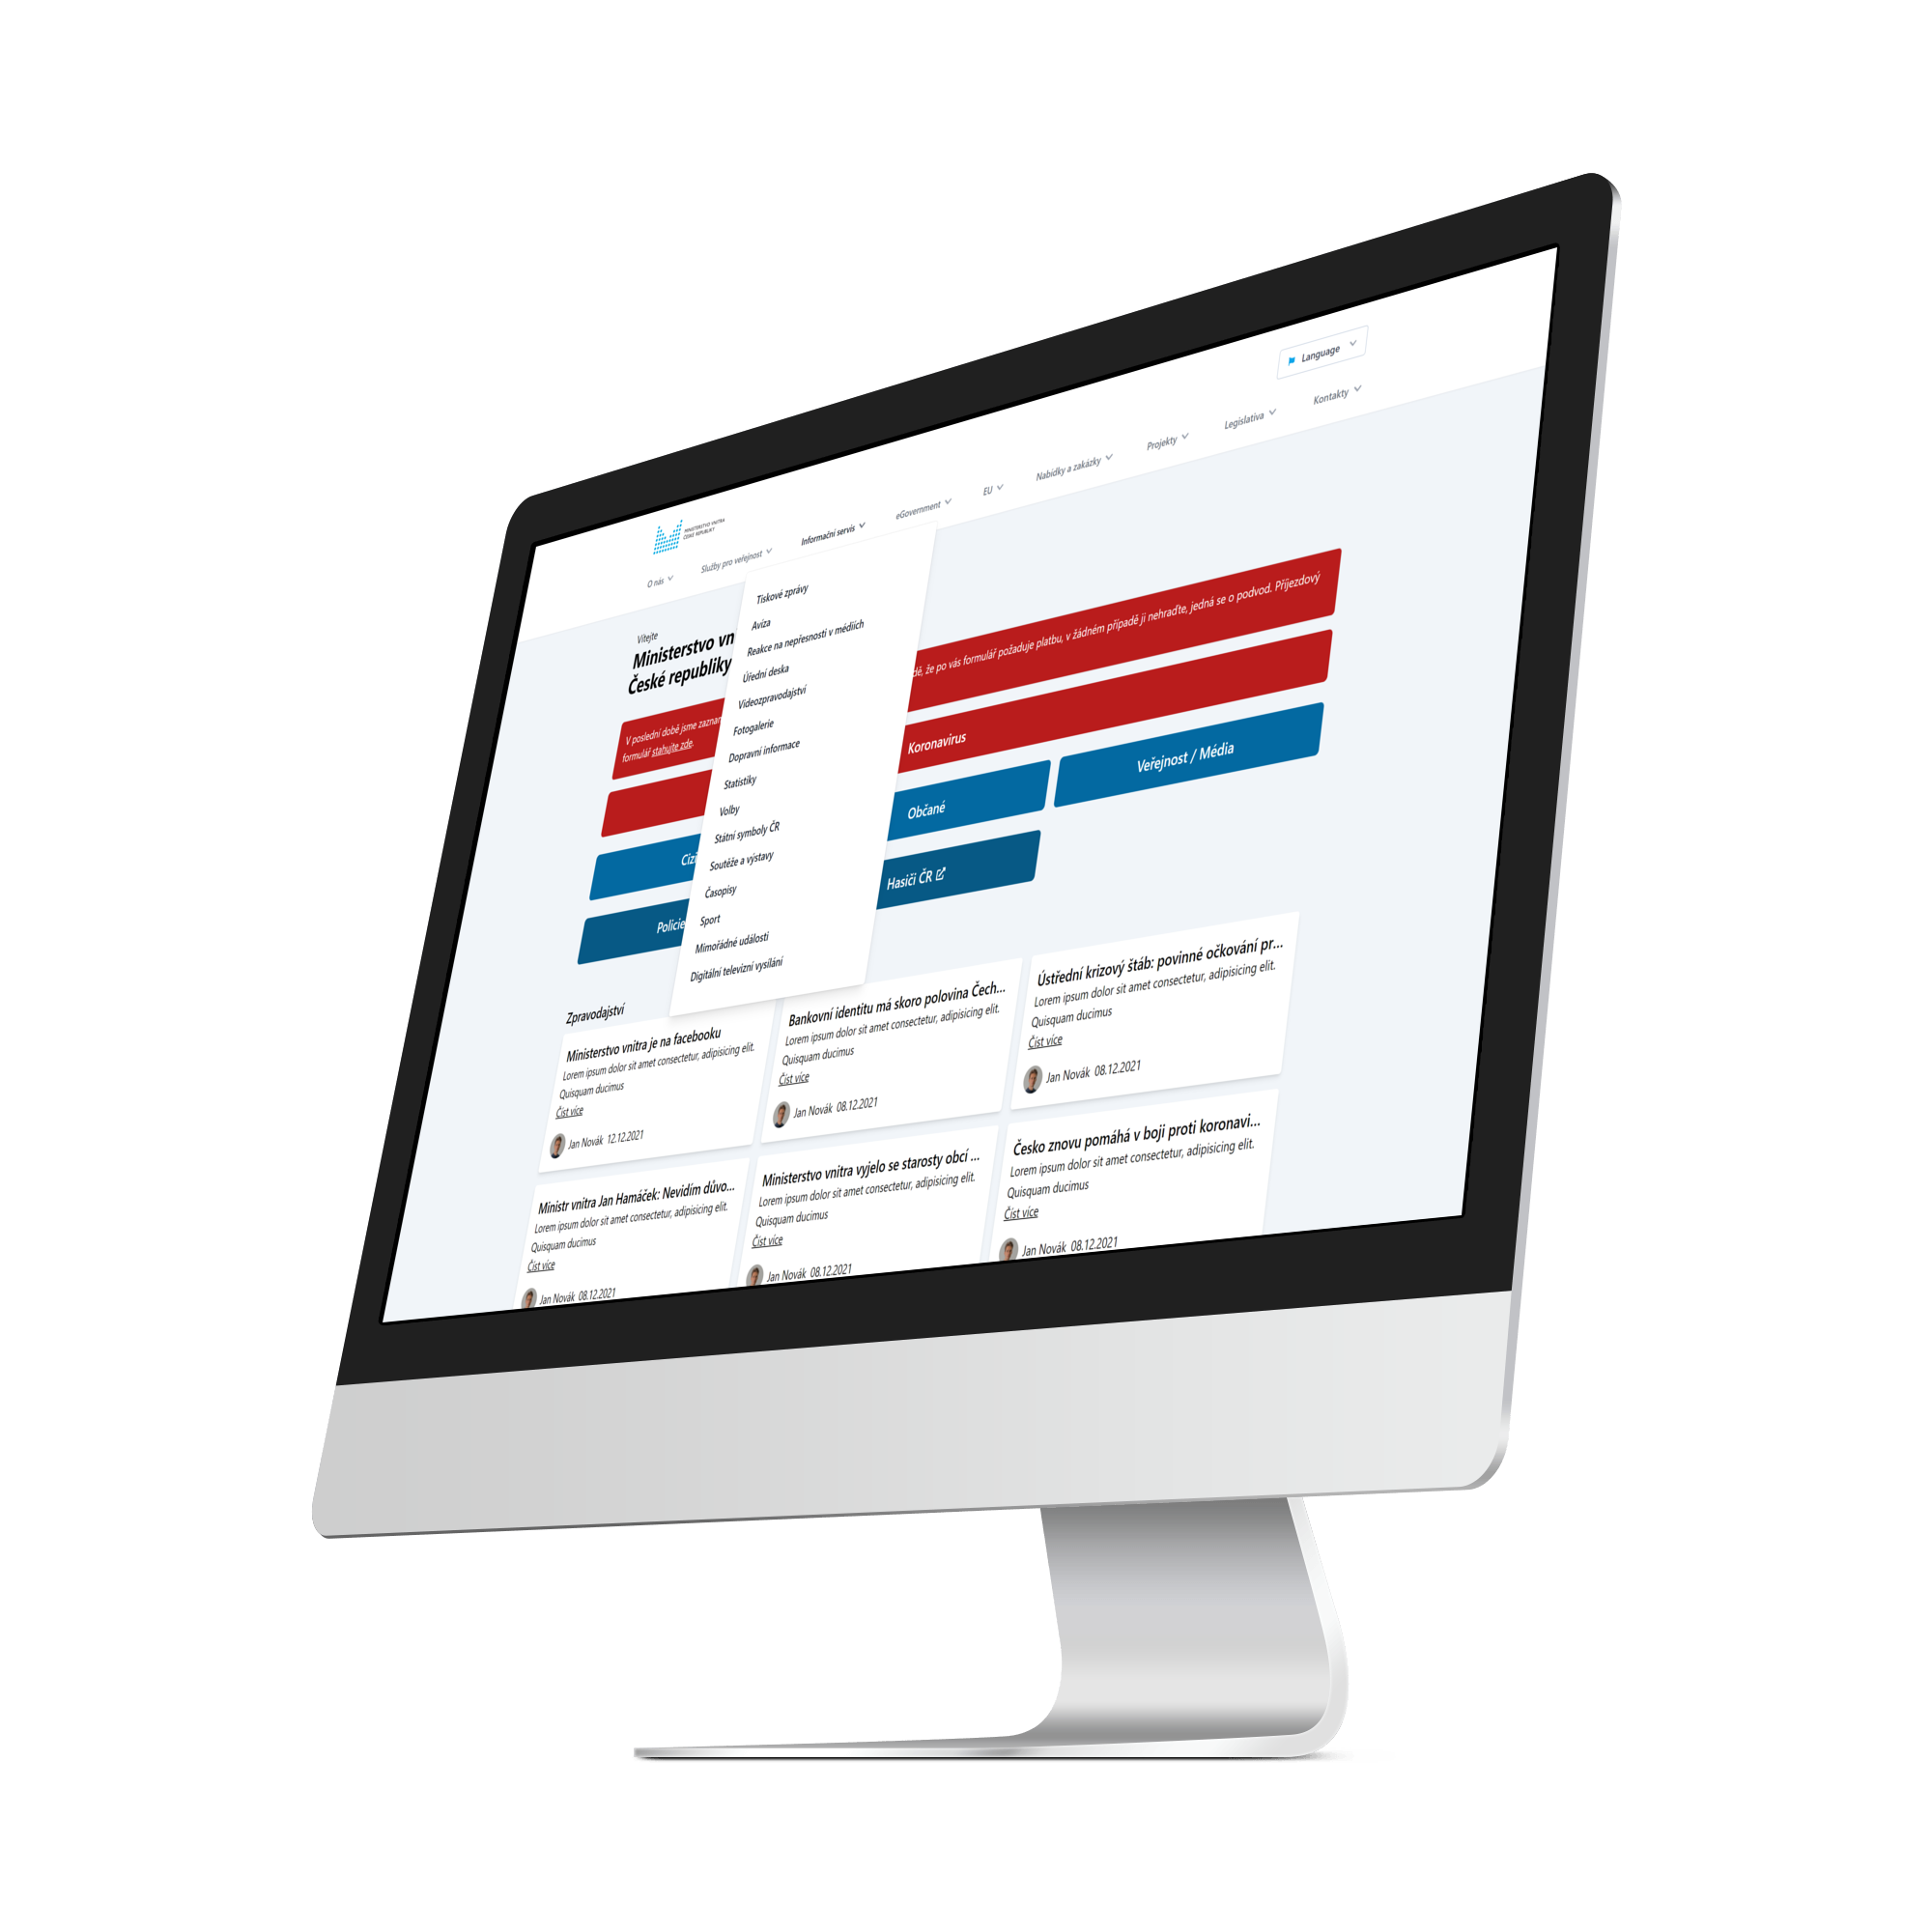 Language
MINISTERSTVO VNITRA
ČESKÉ REPUBLIKY
O nás
Služby pro veřejnost
Informační servis
eGovernment
EU
Nabídky a zakázky
Projekty
Legislativa
Kontakty
Tiskové zprávy
Avíza
Reakce na nepřesnosti v médiích
Úřední deska
Videozpravodajství
Fotogalerie
Dopravní informace
Statistiky
Volby
Státní symboly ČR
Soutěže a výstavy
Časopisy
Sport
Mimořádné události
Digitální televizní vysílání
Vítejte
Ministerstvo vn
České republiky
V poslední době jsme zaznam
dě, že po vás formulář požaduje platbu, v žádném případě ji nehraďte, jedná se o podvod. Příjezdový
formulář stahujte zde.
Koronavirus
Cizi
Občané
Veřejnost / Média
Policie
Hasiči ČR
Zpravodajství
Ministerstvo vnitra je na facebooku
Lorem ipsum dolor sit amet consectetur, adipisicing elit.
Quisquam ducimus
Číst více
Jan Novák 12.12.2021
Bankovní identitu má skoro polovina Čech...
Lorem ipsum dolor sit amet consectetur, adipisicing elit.
Quisquam ducimus
Číst více
Jan Novák 08.12.2021
Ústřední krizový štáb: povinné očkování pr...
Lorem ipsum dolor sit amet consectetur, adipisicing elit.
Quisquam ducimus
Číst více
Jan Novák 08.12.2021
Ministr vnitra Jan Hamáček: Nevidím důvo...
Lorem ipsum dolor sit amet consectetur, adipisicing elit.
Quisquam ducimus
Číst více
Jan Novák 08.12.2021
Ministerstvo vnitra vyjelo se starosty obcí ...
Lorem ipsum dolor sit amet consectetur, adipisicing elit.
Quisquam ducimus
Číst více
Jan Novák 08.12.2021
Česko znovu pomáhá v boji proti koronavi...
Lorem ipsum dolor sit amet consectetur, adipisicing elit.
Quisquam ducimus
Číst více
Jan Novák 08.12.2021